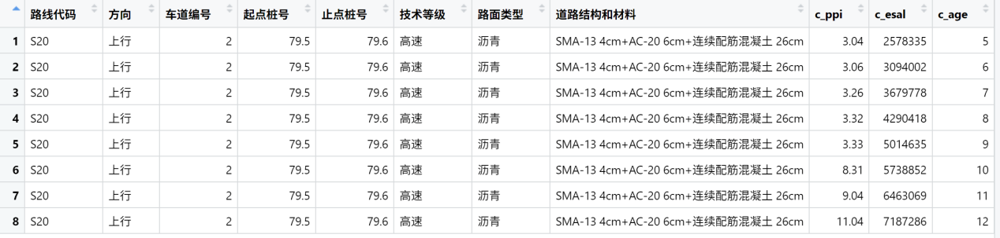 路线代码 方向 车道编号 起点桩号 止点桩号 技术等级 路面类型 道路结构和材料 c_ppi c_esal c_age
1 S20 上行 2 79.5 79.6 高速 沥青 SMA-13 4cm+AC-20 6cm+连续配筋混凝土 26cm 3.04 2578335 5
2 S20 上行 2 79.5 79.6 高速 沥青 SMA-13 4cm+AC-20 6cm+连续配筋混凝土 26cm 3.06 3094002 6
3 S20 上行 2 79.5 79.6 高速 沥青 SMA-13 4cm+AC-20 6cm+连续配筋混凝土 26cm 3.26 3679778 7
4 S20 上行 2 79.5 79.6 高速 沥青 SMA-13 4cm+AC-20 6cm+连续配筋混凝土 26cm 3.32 4290418 8
5 S20 上行 2 79.5 79.6 高速 沥青 SMA-13 4cm+AC-20 6cm+连续配筋混凝土 26cm 3.33 5014635 9
6 S20 上行 2 79.5 79.6 高速 沥青 SMA-13 4cm+AC-20 6cm+连续配筋混凝土 26cm 8.31 5738852 10
7 S20 上行 2 79.5 79.6 高速 沥青 SMA-13 4cm+AC-20 6cm+连续配筋混凝土 26cm 9.04 6463069 11
8 S20 上行 2 79.5 79.6 高速 沥青 SMA-13 4cm+AC-20 6cm+连续配筋混凝土 26cm 11.04 7187286 12